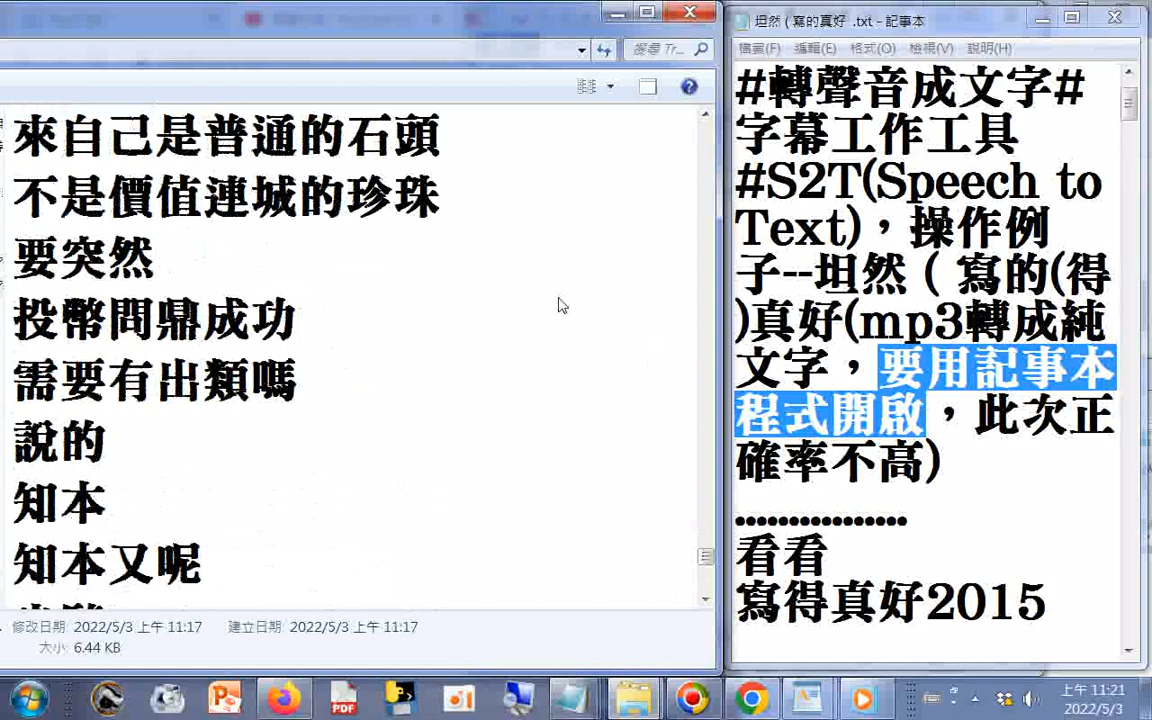 坦然 ( 寫的真好 .txt - 記事本
搜尋 Tr...
檔案(F) 編輯(E) 格式(O) 檢視(V) 說明(H)
來自己是普通的石頭
不是價值連城的珍珠
要突然
投幣問鼎成功
需要有出類嗎
說的
知本
知本又呢
修改日期: 2022/5/3 上午 11:17 建立日期: 2022/5/3 上午 11:17
大小: 6.44 KB
#轉聲音成文字#
字幕工作工具
#S2T(Speech to
Text)，操作例
子--坦然 ( 寫的(得
)真好(mp3轉成純
文字，要用記事本
程式開啟，此次正
確率不高)
................
看看
寫得真好2015
PDF
上午 11:21
2022/5/3